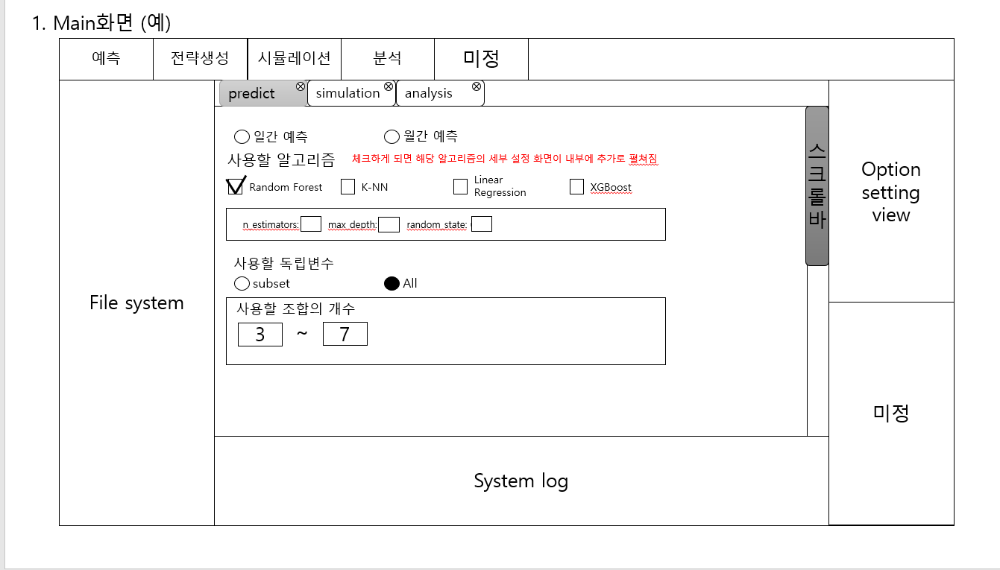 1. Main화면 (예)
예측 전략생성 시뮬레이션 분석 미정
predict simulation analysis
일간 예측 월간 예측
사용할 알고리즘 체크하게 되면 해당 알고리즘의 세부 설정 화면이 내부에 추가로 펼쳐짐
Random Forest K-NN Linear Regression XGBoost
n_estimators: max_depth: random_state:
사용할 독립변수
subset All
사용할 조합의 개수
3 ~ 7
스크롤바
File system
Option
setting
view
미정
System log